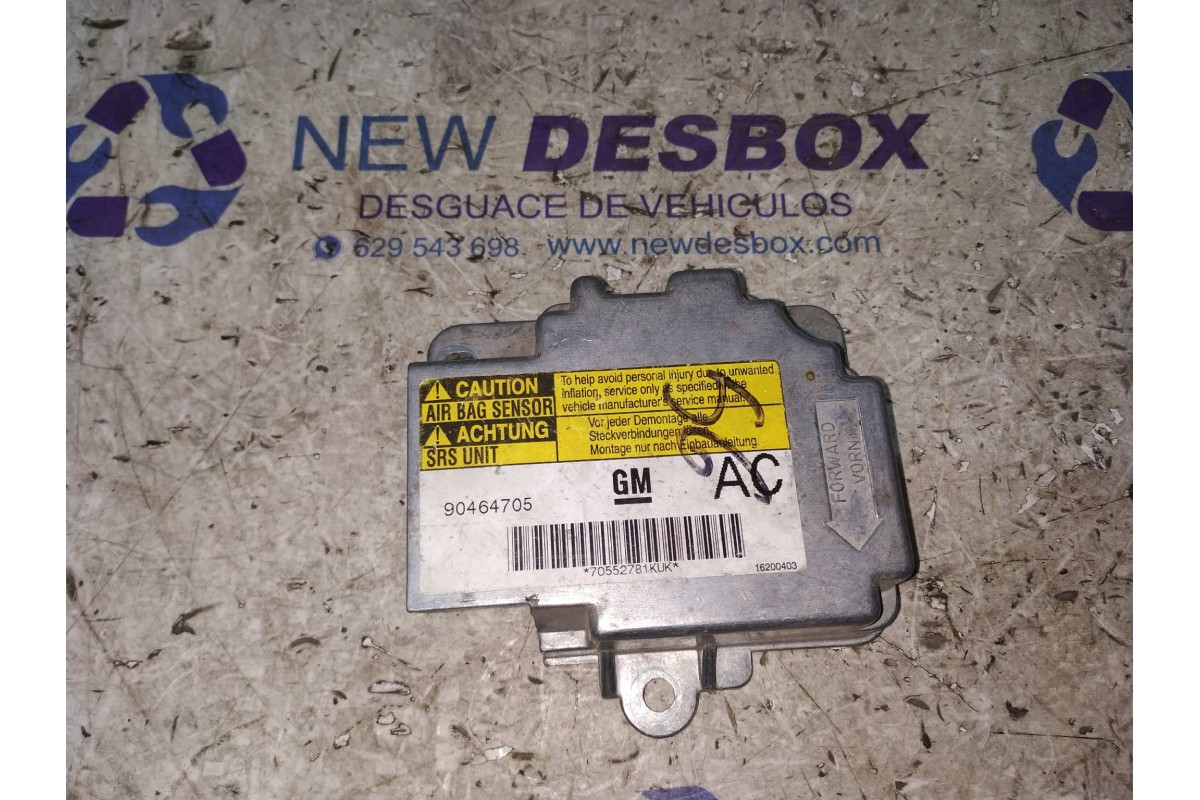 NEW DESBOX
DESGUACE DE VEHICULOS
629 543 698 www.newdesbox.com
CAUTION
AIR BAG SENSOR
ACHTUNG
SRS UNIT
To help avoid personal injury due to unwanted
inflation, service only as specified in the
vehicle manufacturer's service manual.
Vor jeder Demontage alle
Steckverbindungen lösen.
Montage nur nach Einbauanleitung.
GM
AC
90464705
*70552781KUK*
16200403
FORWARD
VORN